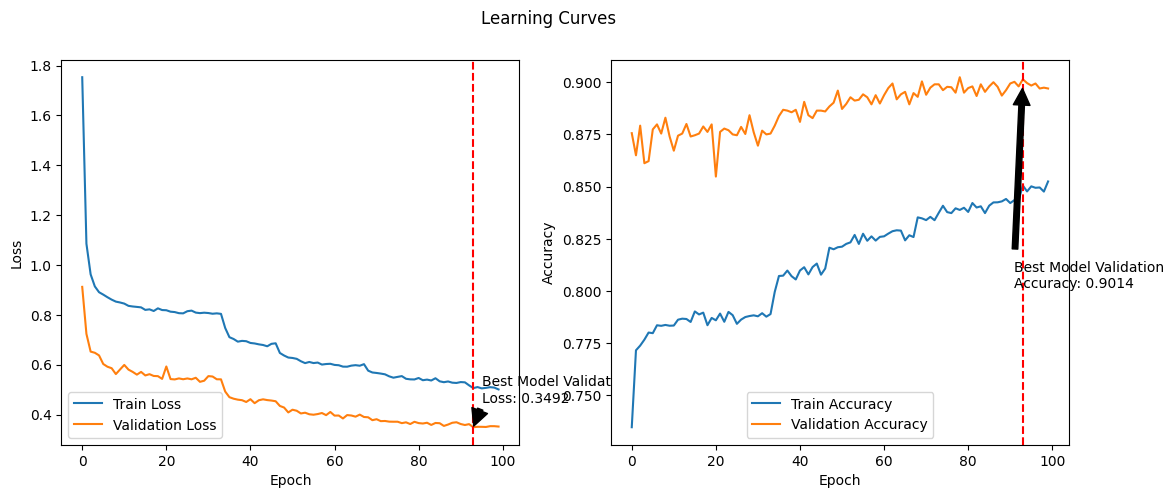 Learning Curves
1.8
1.6
1.4
1.2
1.0
0.8
0.6
0.4
Loss
0
20
40
60
80
100
Epoch
Train Loss
Validation Loss
Best Model Validat
Loss: 0.3492
0.900
0.875
0.850
0.825
0.800
0.775
0.750
Accuracy
0
20
40
60
80
100
Epoch
Train Accuracy
Validation Accuracy
Best Model Validation
Accuracy: 0.9014